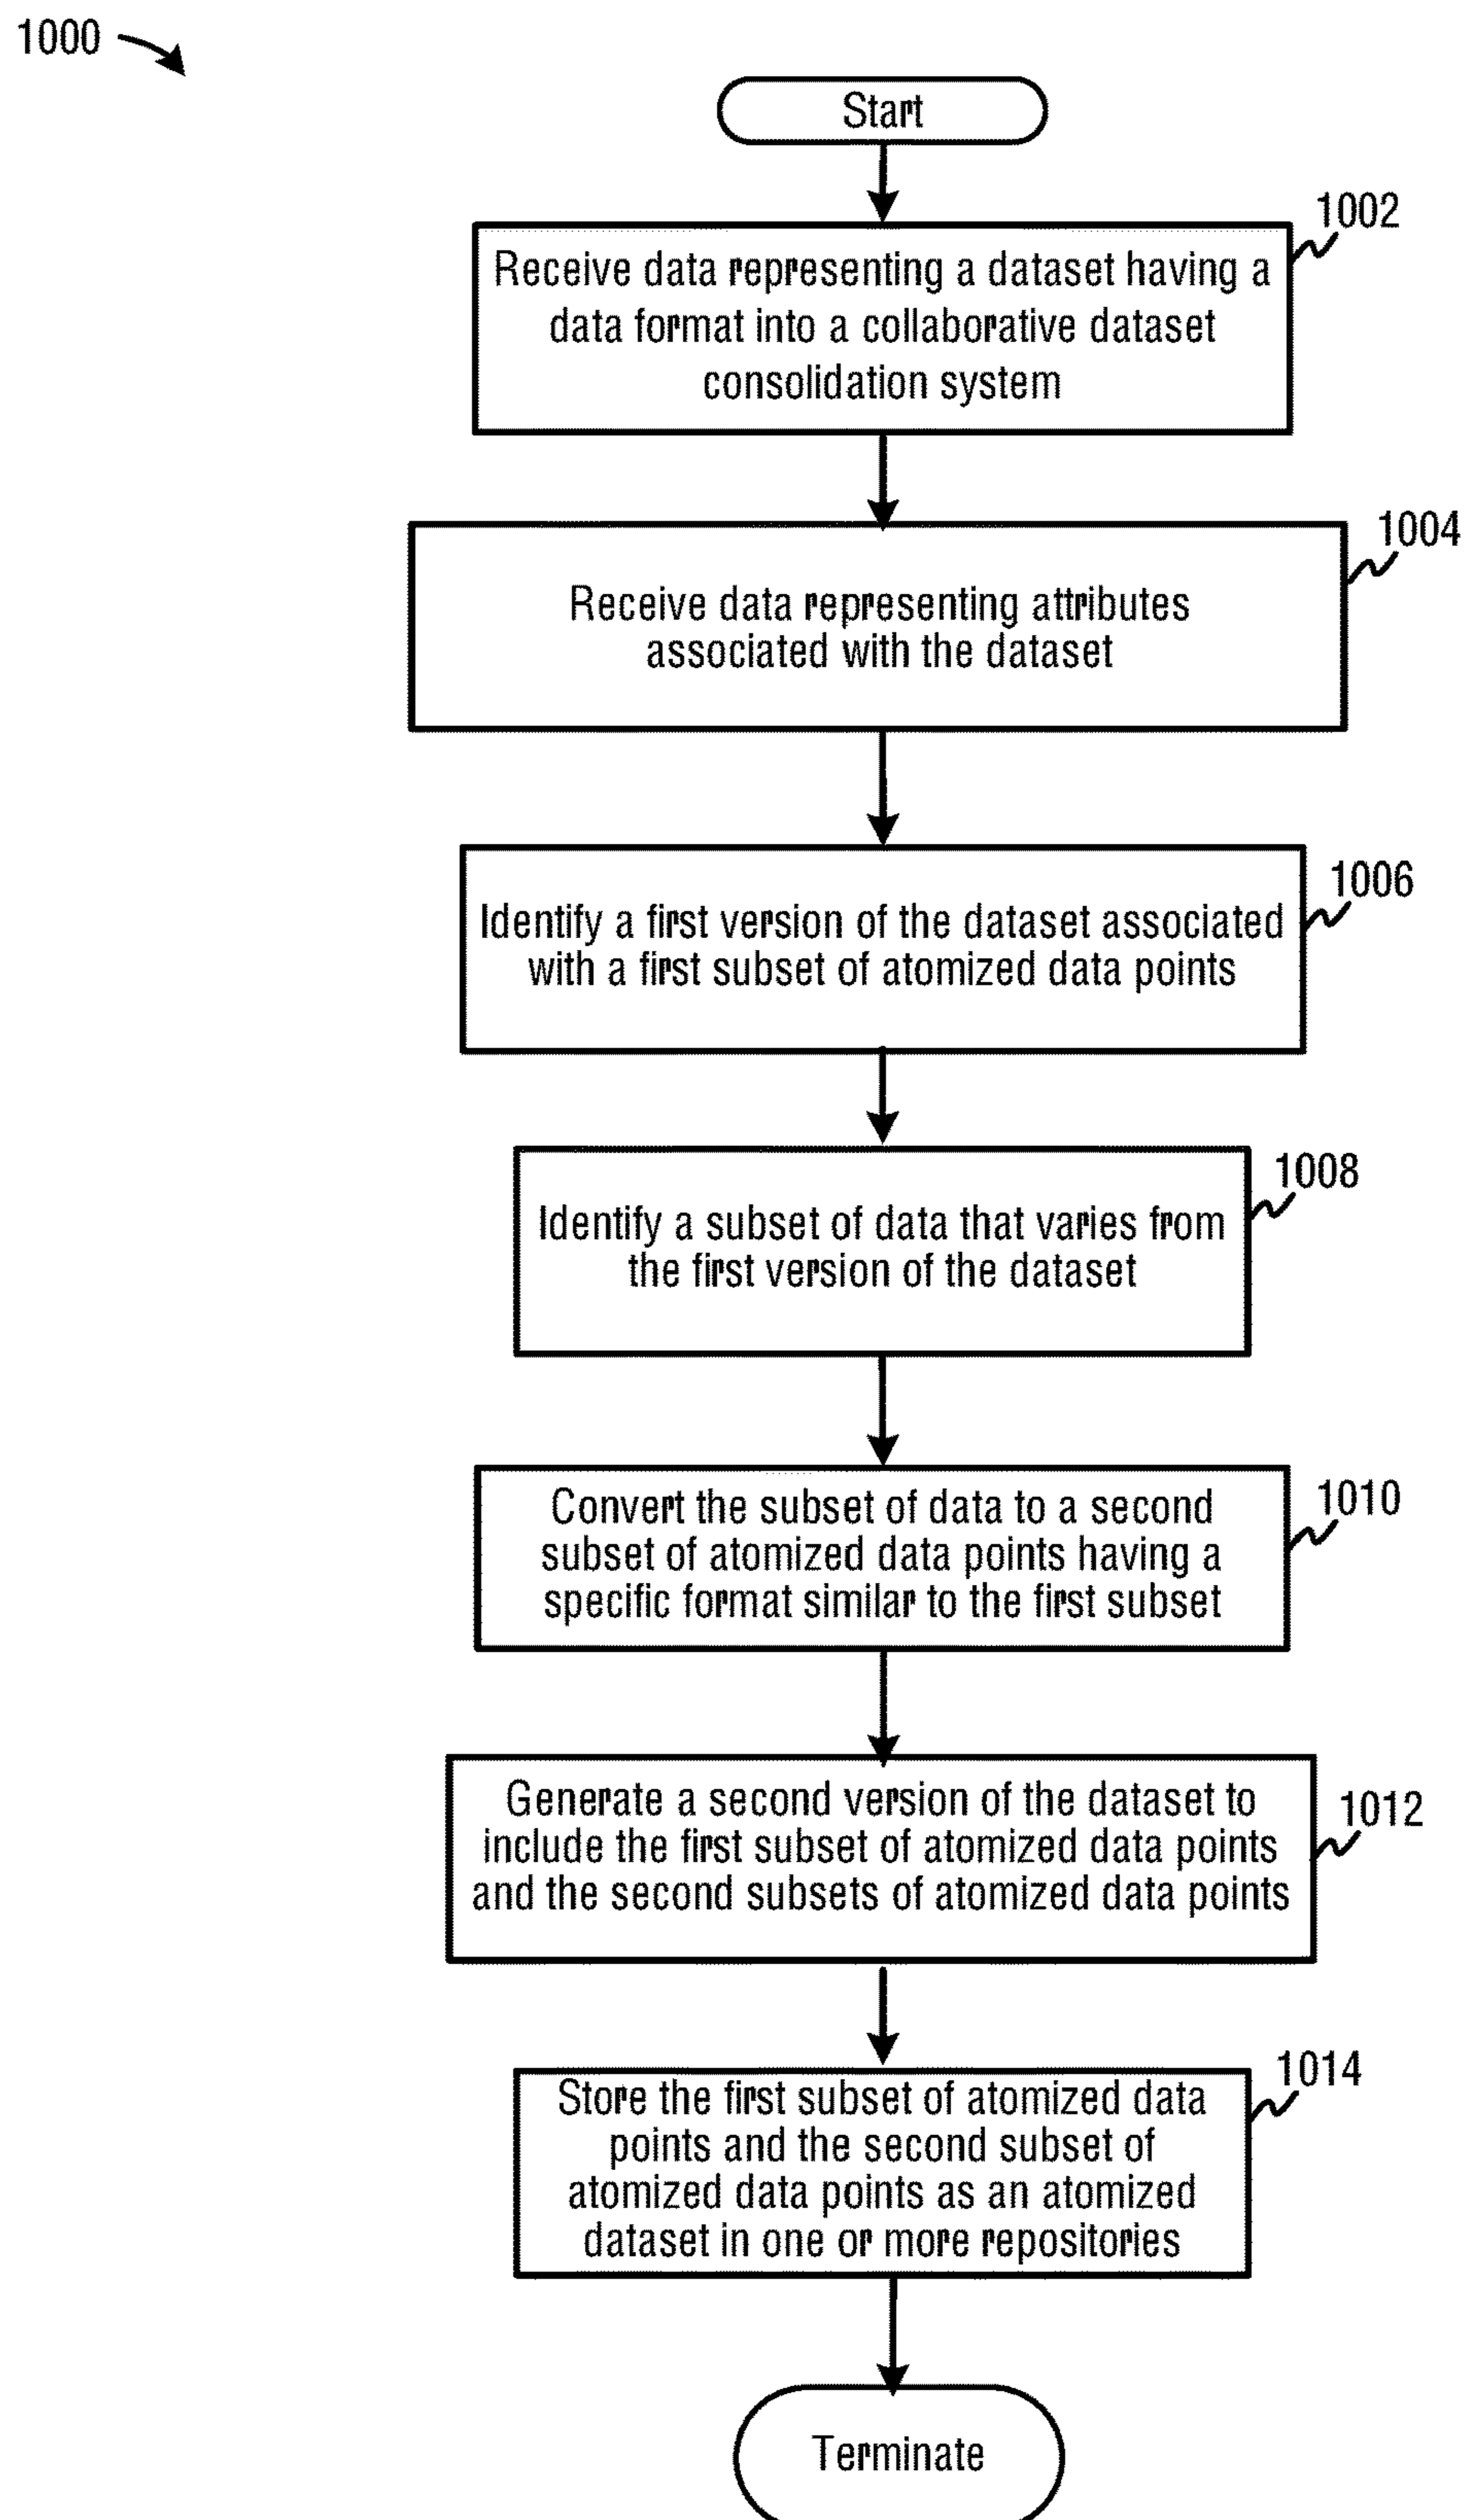 1000
Start
1002
Receive data representing a dataset having a
data format into a collaborative dataset
consolidation system
1004
Receive data representing attributes
associated with the dataset
1006
Identify a first version of the dataset associated
with a first subset of atomized data points
1008
Identify a subset of data that varies from
the first version of the dataset
1010
Convert the subset of data to a second
subset of atomized data points having a
specific format similar to the first subset
1012
Generate a second version of the dataset to
include the first subset of atomized data points
and the second subsets of atomized data points
1014
Store the first subset of atomized data
points and the second subset of
atomized data points as an atomized
dataset in one or more repositories
Terminate